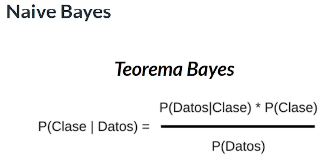 Naive Bayes
Teorema Bayes
P(Datos|Clase) * P(Clase)
P(Clase | Datos) =
P(Datos)